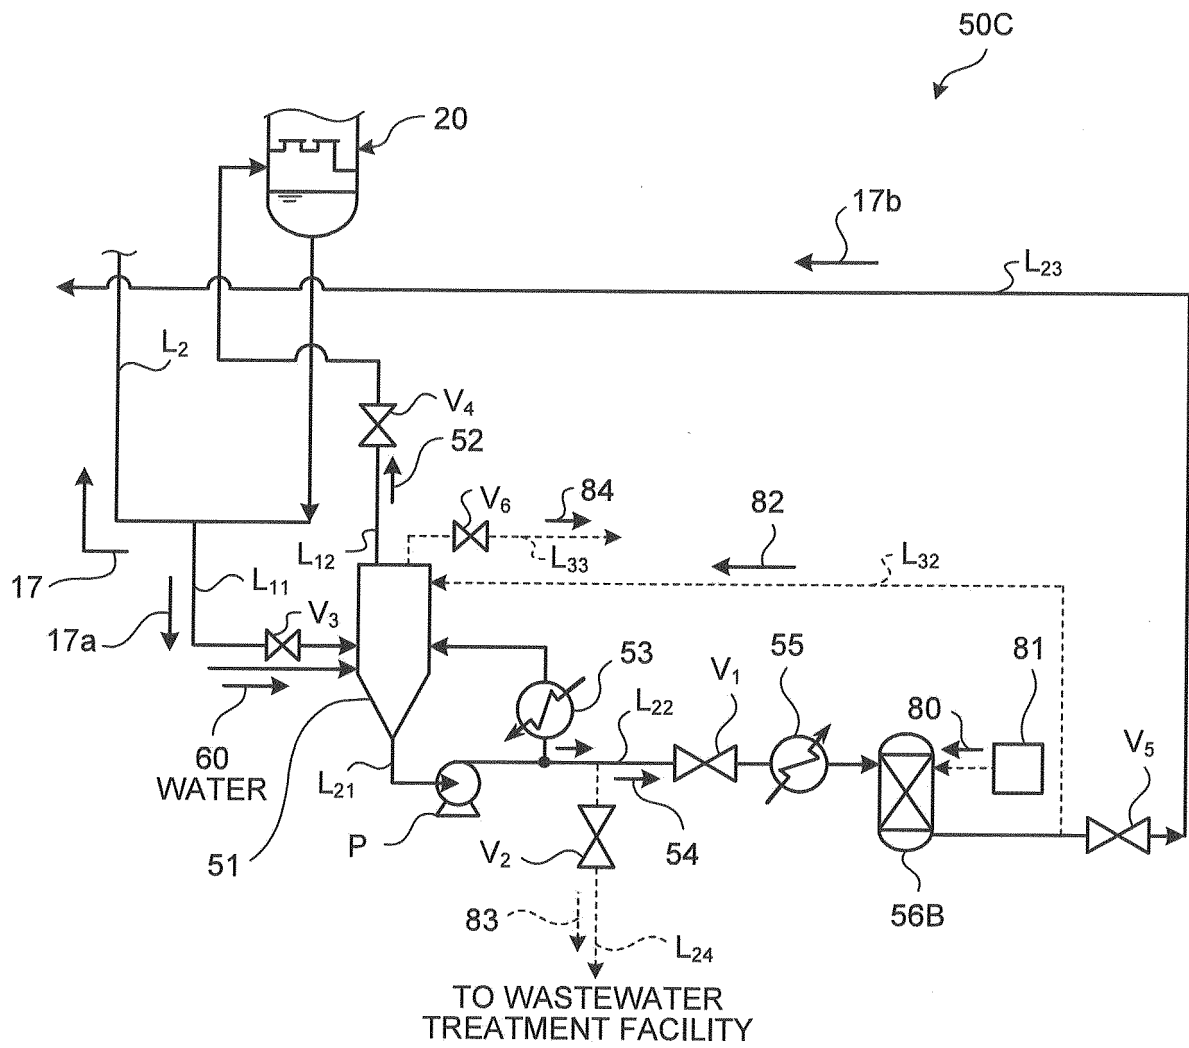 50C
20
17b
L23
L2
V4
52
V6
84
82
L12
L33
L32
17
L11
17a
V3
53
V1
55
81
L22
80
V5
60
WATER
L21
P
51
V2
54
56B
83
L24
TO WASTEWATER
TREATMENT FACILITY